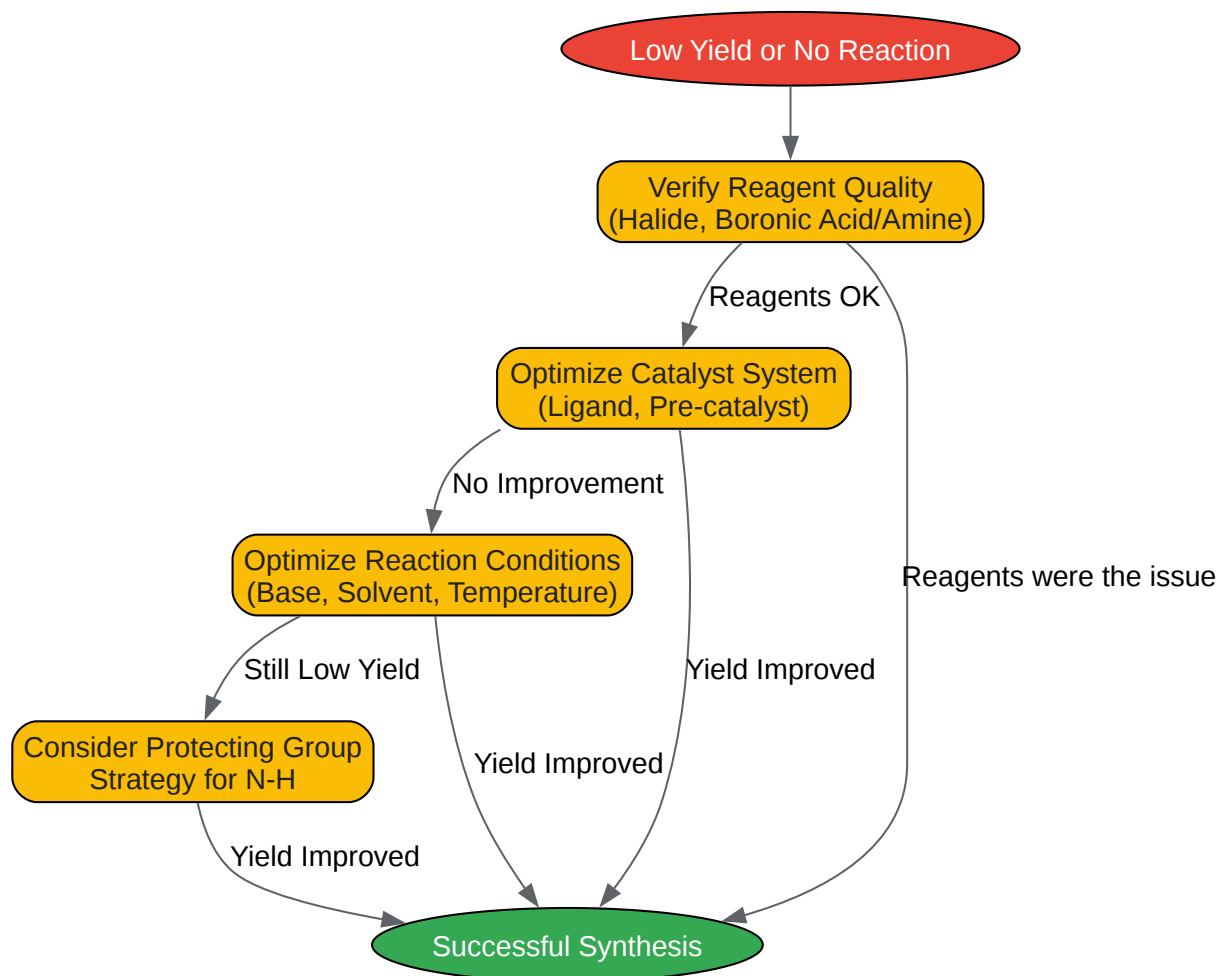 Low Yield or No Reaction
Verify Reagent Quality
(Halide, Boronic Acid/Amine)
Reagents OK
Optimize Catalyst System
(Ligand, Pre-catalyst)
No Improvement
Optimize Reaction Conditions
(Base, Solvent, Temperature)
Reagents were the issue
Still Low Yield
Yield Improved
Consider Protecting Group
Strategy for N-H
Yield Improved
Yield Improved
Successful Synthesis